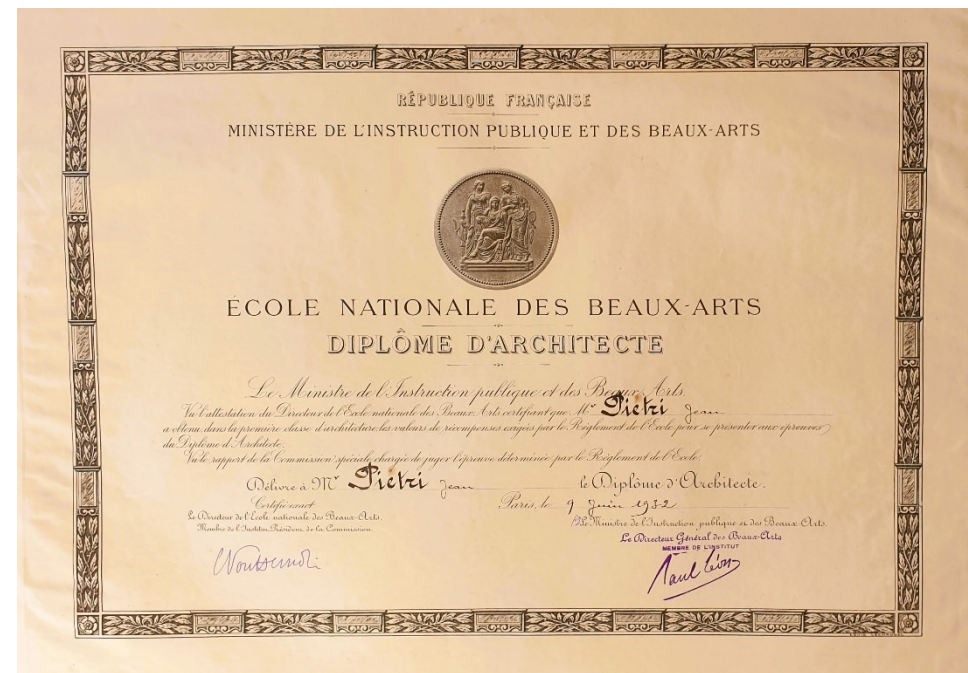 RÉPUBLIQUE FRANÇAISE
MINISTÈRE DE L'INSTRUCTION PUBLIQUE ET DES BEAUX-ARTS
ÉCOLE NATIONALE DES BEAUX-ARTS
DIPLÔME D'ARCHITECTE
Le Ministre de l'Instruction publique et des Beaux-Arts.
Vu l'attestation du Directeur de l'Ecole nationale des Beaux-Arts certifiant que Mr Piétri Jean
a obtenu, dans la première classe d'architecture, les valeurs de récompenses exigées par le Règlement de l'Ecole pour se présenter aux épreuves
du Diplôme d'Architecte;
Vu le rapport de la Commission spéciale chargée de juger l'épreuve déterminée par le Règlement de l'Ecole;
Délivre à Mr Piétri Jean le Diplôme d'Architecte.
Certifié exact Paris, le 9 Juin 1932
Le Directeur de l'Ecole nationale des Beaux-Arts. Le Ministre de l'Instruction publique et des Beaux-Arts.
Membre de l'Institut, Président de la Commission. Le Directeur Général des Beaux-Arts
MEMBRE DE L'INSTITUT
Paul Léon